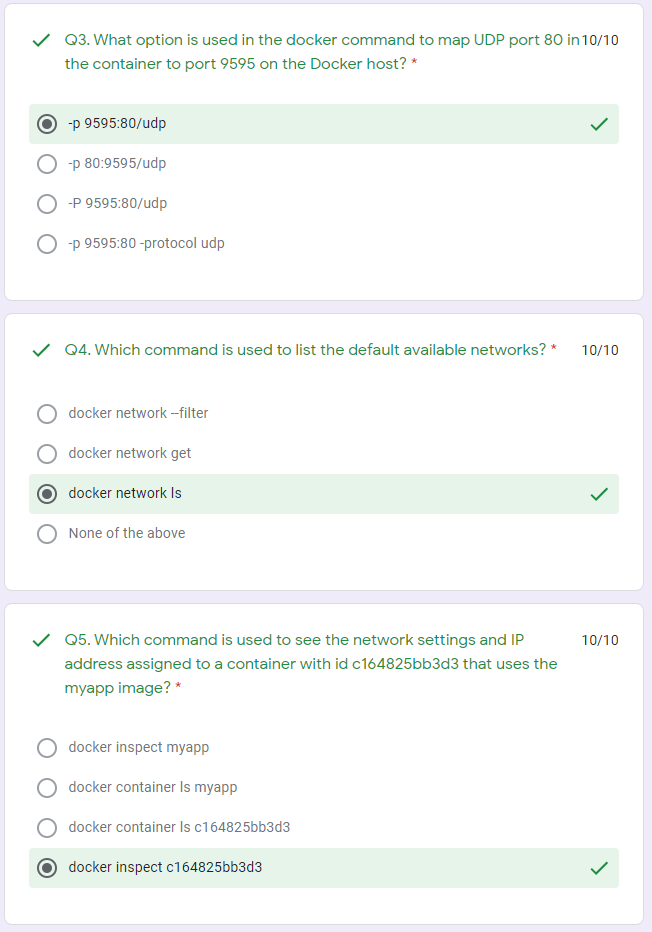 Q3. What option is used in the docker command to map UDP port 80 in 10/10
the container to port 9595 on the Docker host? *
-p 9595:80/udp
-p 80:9595/udp
-P 9595:80/udp
-p 9595:80 -protocol udp
Q4. Which command is used to list the default available networks? * 10/10
docker network --filter
docker network get
docker network ls
None of the above
Q5. Which command is used to see the network settings and IP 10/10
address assigned to a container with id c164825bb3d3 that uses the
myapp image? *
docker inspect myapp
docker container ls myapp
docker container ls c164825bb3d3
docker inspect c164825bb3d3